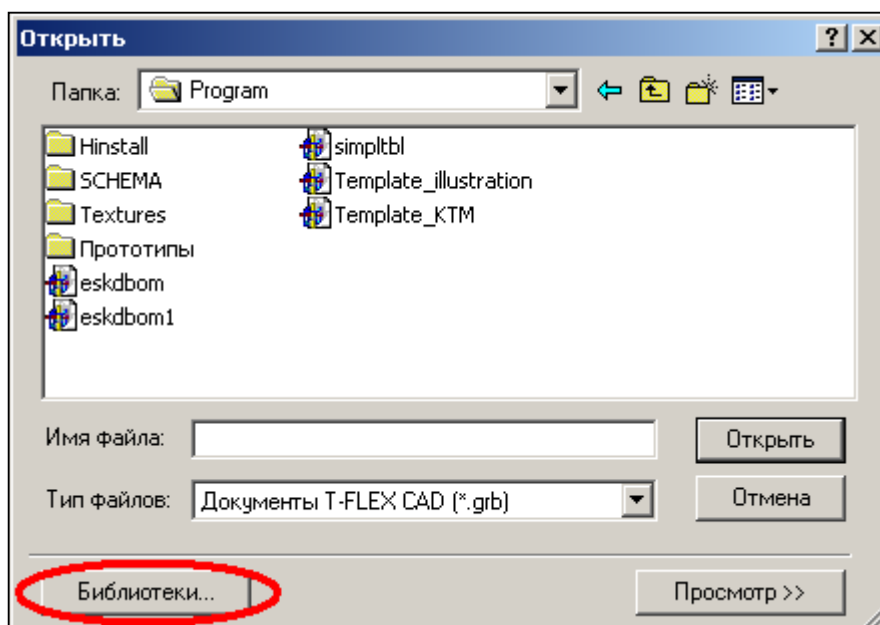 Открыть
Папка: Program
Hinstall simpltbl
SCHEMA Template_illustration
Textures Template_KTM
Прототипы
eskdbom
eskdbom1
Имя файла: Открыть
Тип файлов: Документы T-FLEX CAD (*.grb) Отмена
Библиотеки... Просмотр >>